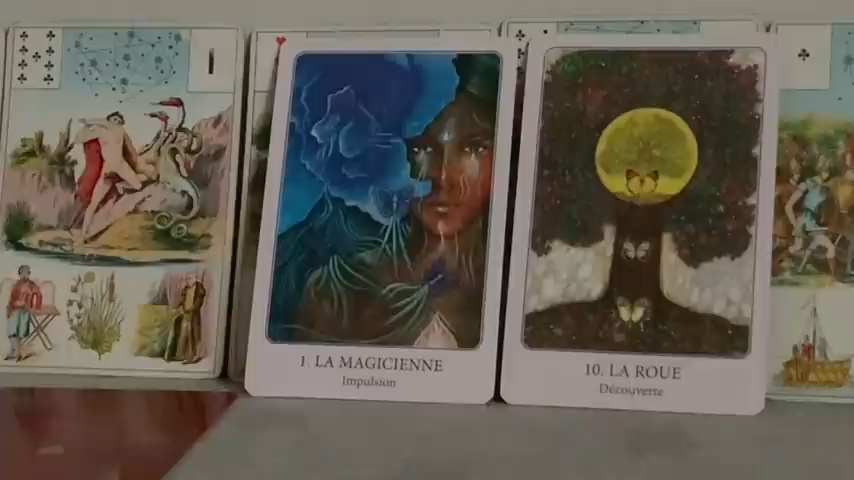 1. LA MAGICIENNE
Impulsion
10. LA ROUE
Découverte